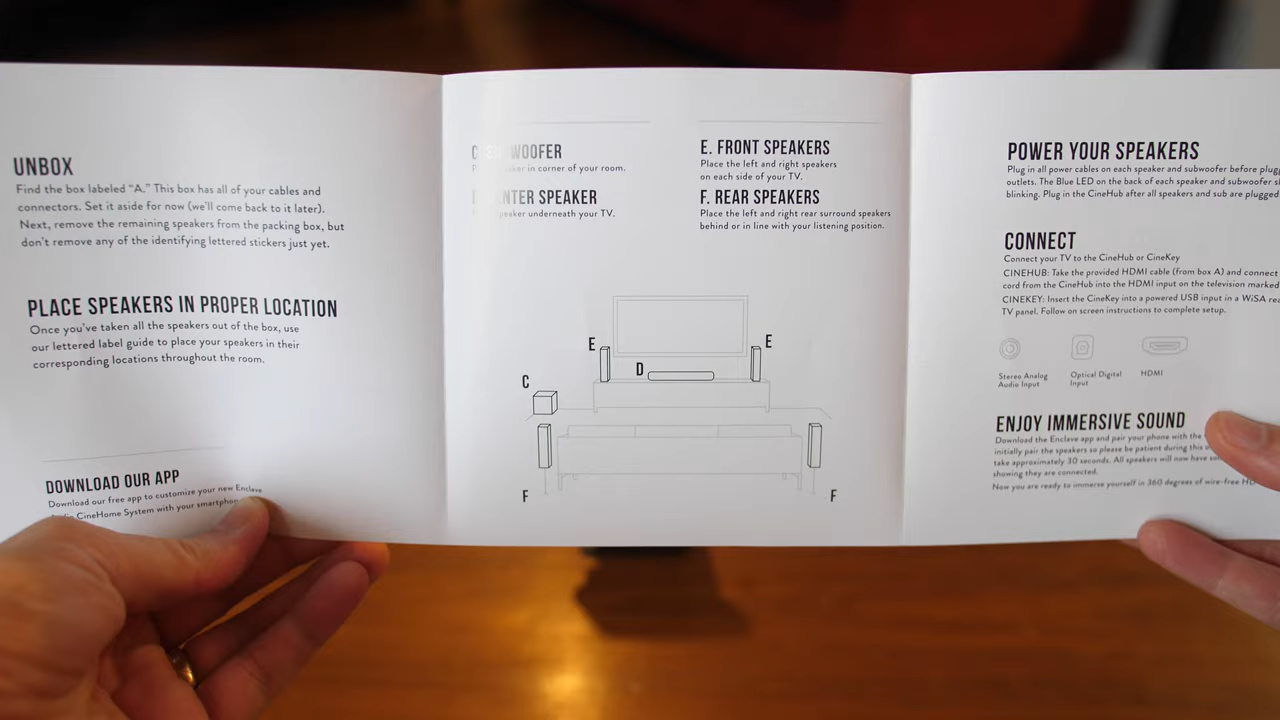 UNBOX
Find the box labeled “A.” This box has all of your cables and
connectors. Set it aside for now (we’ll come back to it later).
Next, remove the remaining speakers from the packing box, but
don’t remove any of the identifying lettered stickers just yet.
PLACE SPEAKERS IN PROPER LOCATION
Once you’ve taken all the speakers out of the box, use
our lettered label guide to place your speakers in their
corresponding locations throughout the room.
DOWNLOAD OUR APP
Download our free app to customize your new Enclave
CineHome System with your
C.
in corner of your room.
SPEAKER
speaker underneath your TV.
E. FRONT SPEAKERS
Place the left and right speakers
on each side of your TV.
F. REAR SPEAKERS
Place the left and right rear surround speakers
behind or in line with your listening position.
E
E
D
C
F
F
POWER YOUR SPEAKERS
Plug in all power cables on each speaker and subwoofer before
outlets. The Blue LED on the back of each speaker and subwoofer
blinking. Plug in the CineHub after all speakers and sub are plugged
CONNECT
Connect your TV to the CineHub or CineKey
CINEHUB: Take the provided HDMI cable (from box A) and connect
cord from the CineHub into the HDMI input on the television marked
CINEKEY: Insert the CineKey into a powered USB input in a WiSA
TV panel. Follow on screen instructions to complete setup.
Stereo Analog
Audio Input
Optical Digital
Input
HDMI
ENJOY IMMERSIVE SOUND
Download the Enclave app and pair your phone with the
initially pair the speakers so please be patient during this
take approximately 30 seconds. All speakers will now have
showing they are connected.
Now you are ready to immerse yourself in 360 degrees of wire-free